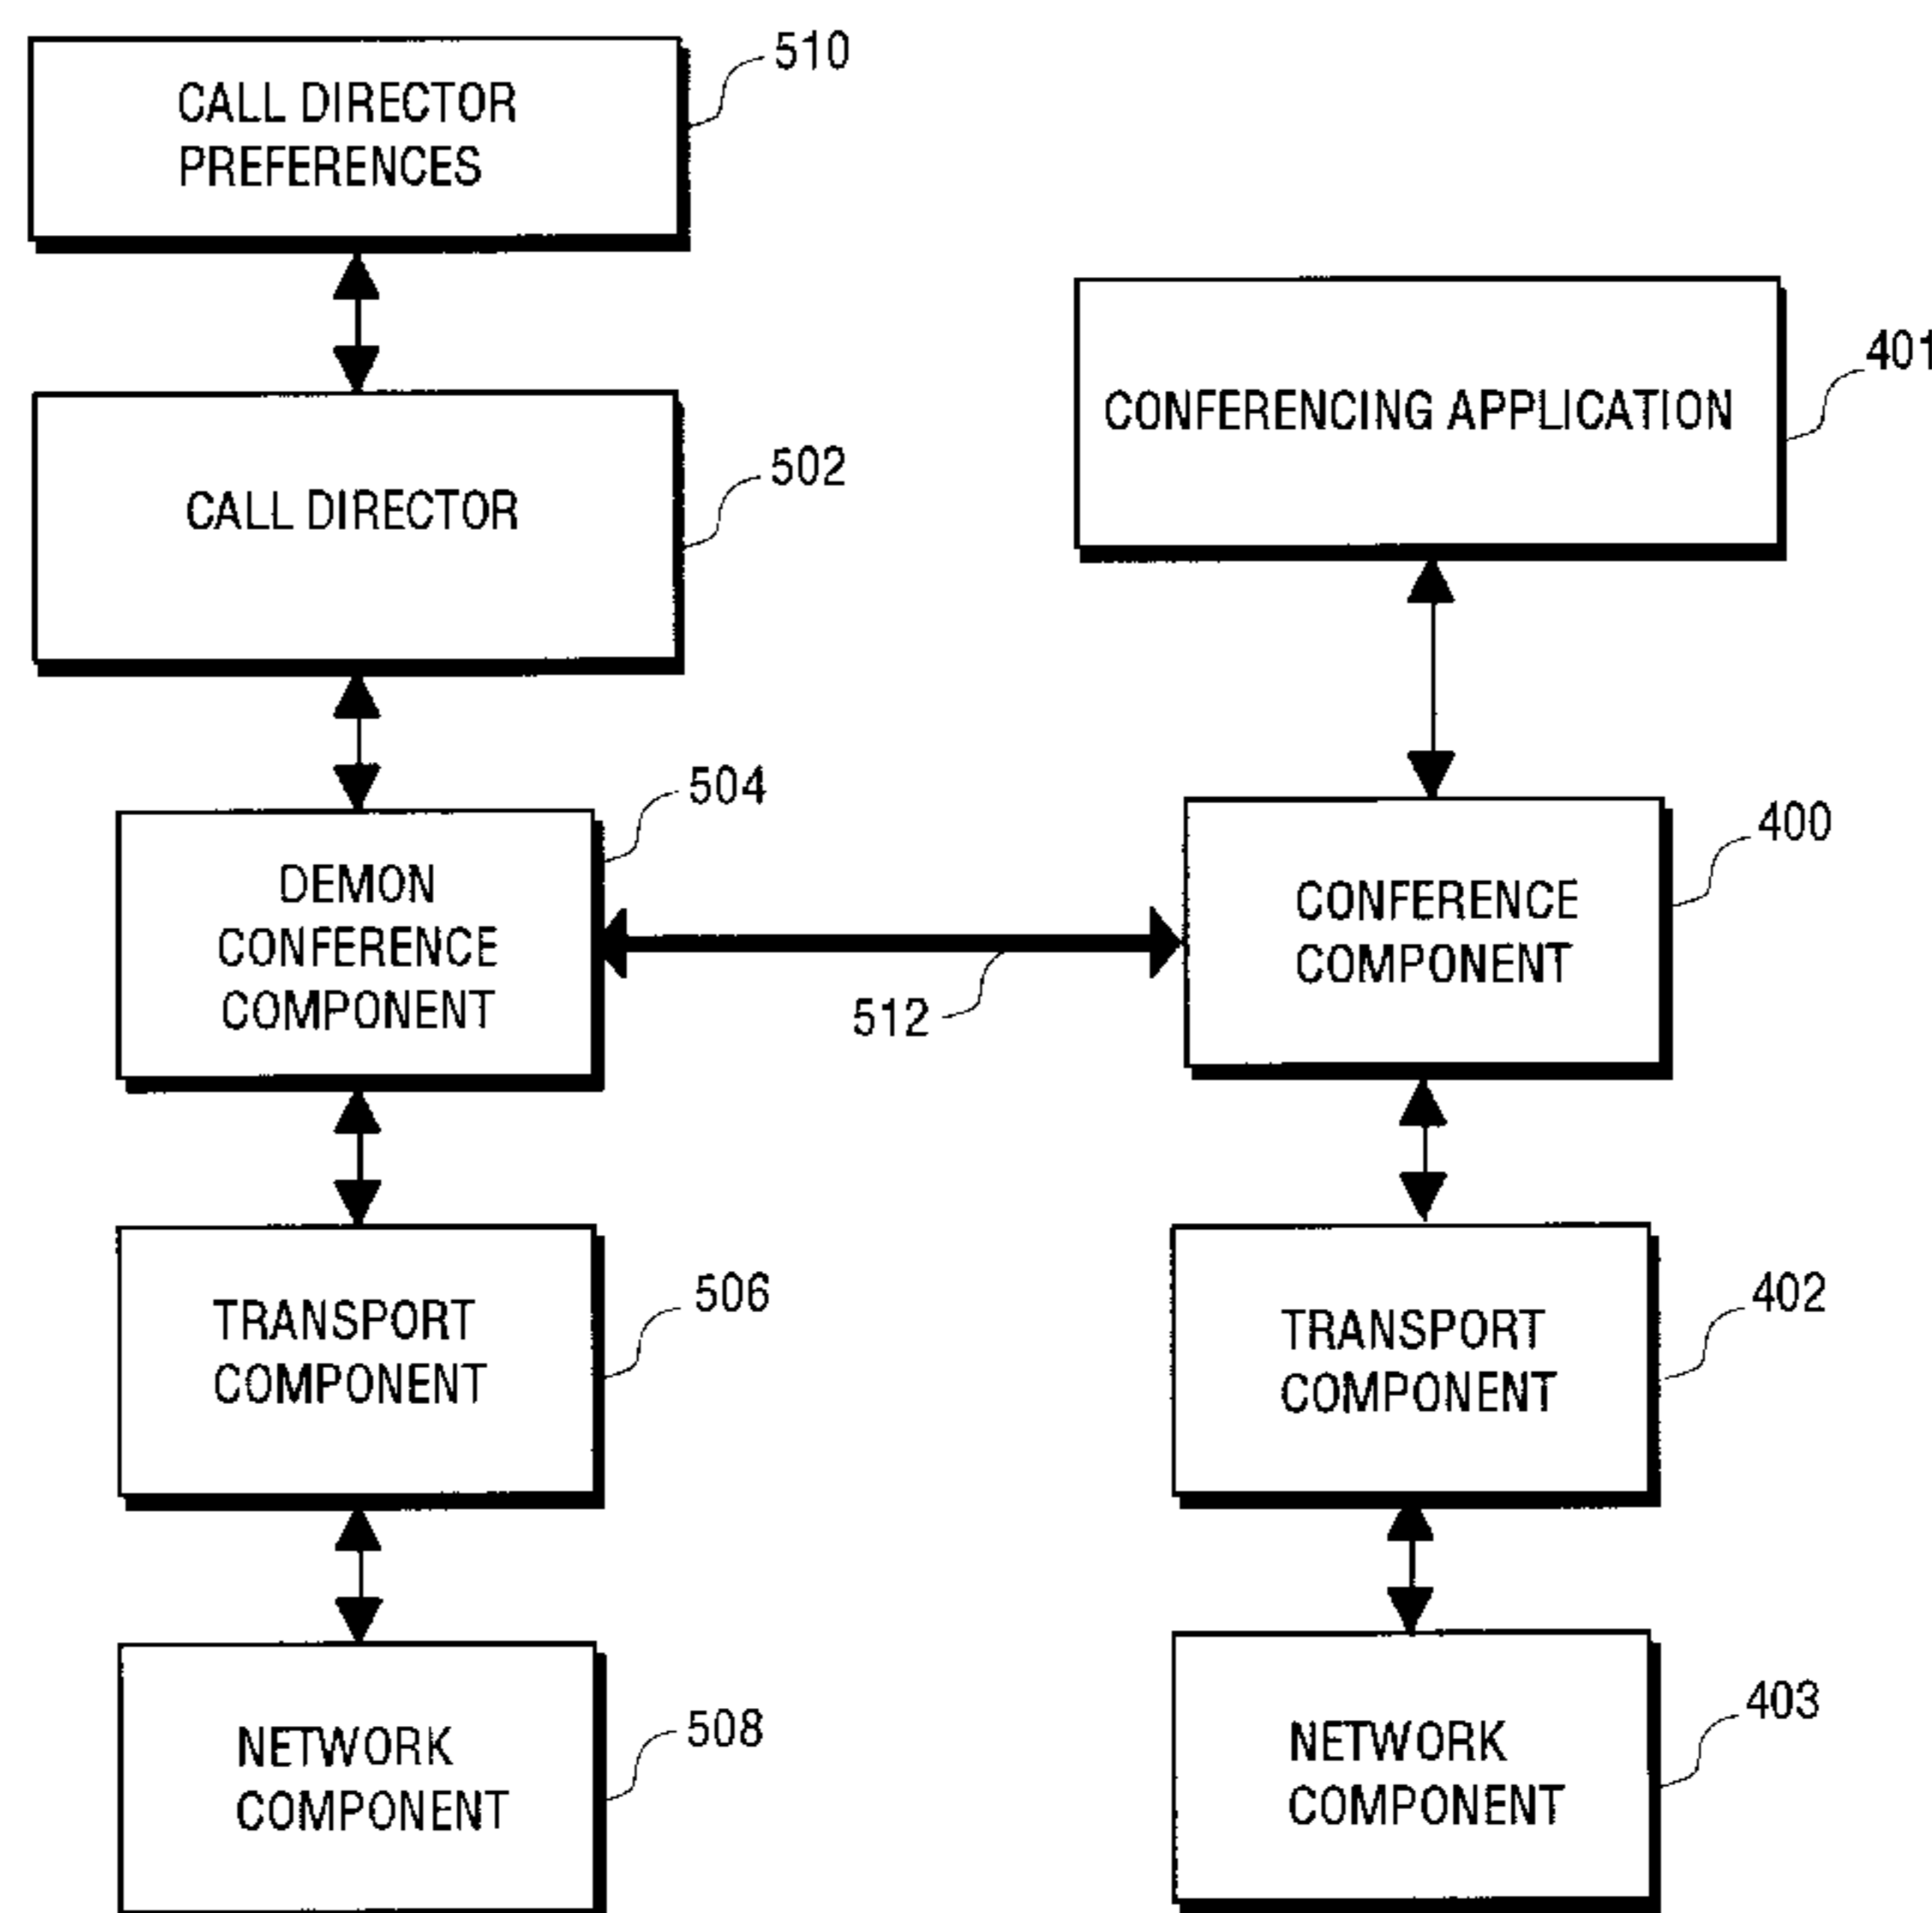 CALL DIRECTOR
PREFERENCES
510
CALL DIRECTOR
502
DEMON
CONFERENCE
COMPONENT
504
512
TRANSPORT
COMPONENT
506
NETWORK
COMPONENT
508
CONFERENCING APPLICATION
401
CONFERENCE
COMPONENT
400
TRANSPORT
COMPONENT
402
NETWORK
COMPONENT
403